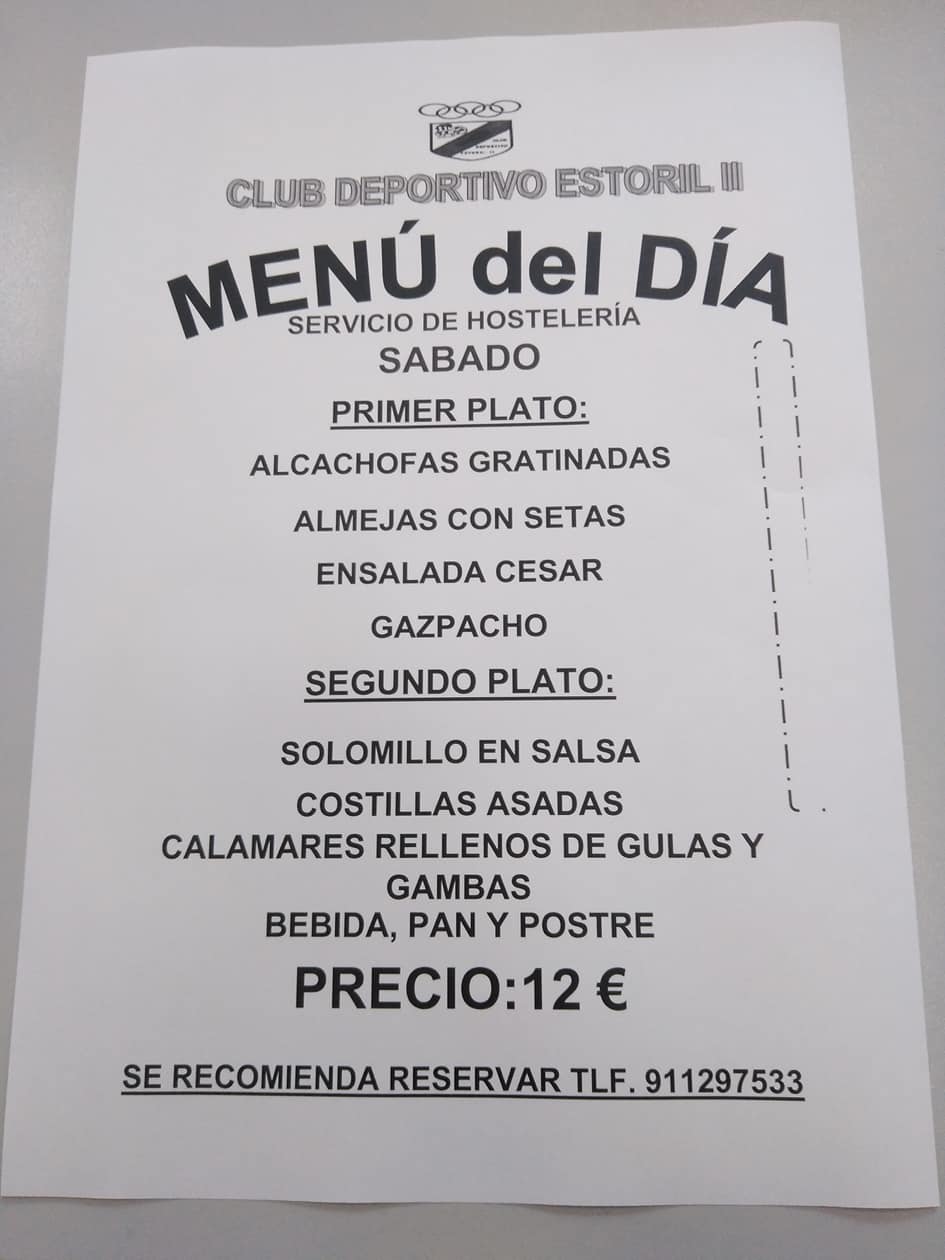 CLUB DEPORTIVO ESTORIL II
MENÚ del DÍA
SERVICIO DE HOSTELERÍA
SABADO
PRIMER PLATO:
ALCACHOFAS GRATINADAS
ALMEJAS CON SETAS
ENSALADA CESAR
GAZPACHO
SEGUNDO PLATO:
SOLOMILLO EN SALSA
COSTILLAS ASADAS
CALAMARES RELLENOS DE GULAS Y
GAMBAS
BEBIDA, PAN Y POSTRE
PRECIO:12 €
SE RECOMIENDA RESERVAR TLF. 911297533